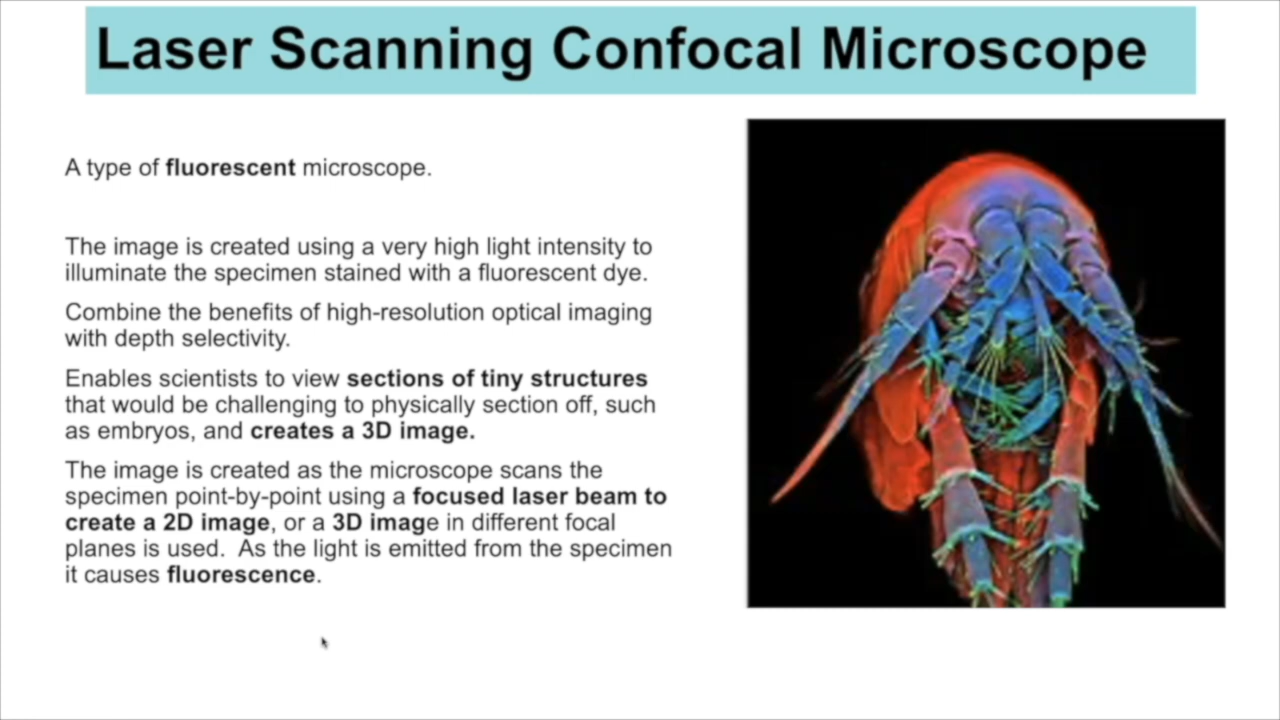 Laser Scanning Confocal Microscope
A type of fluorescent microscope.
The image is created using a very high light intensity to
illuminate the specimen stained with a fluorescent dye.
Combine the benefits of high-resolution optical imaging
with depth selectivity.
Enables scientists to view sections of tiny structures
that would be challenging to physically section off, such
as embryos, and creates a 3D image.
The image is created as the microscope scans the
specimen point-by-point using a focused laser beam to
create a 2D image, or a 3D image in different focal
planes is used.  As the light is emitted from the specimen
it causes fluorescence.